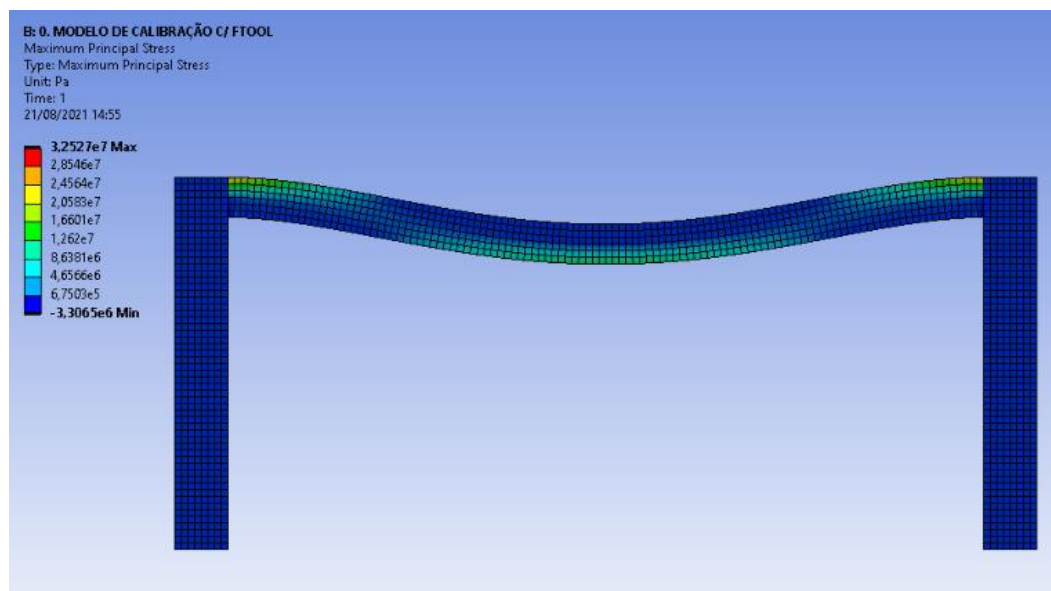 B: 0. MODELO DE CALIBRAÇÃO C/ FTOOL
Maximum Principal Stress
Type: Maximum Principal Stress
Unit: Pa
Time: 1
21/08/2021 14:55
3,2527e7 Max
2,8546e7
2,4564e7
2,0583e7
1,6601e7
1,262e7
8,6381e6
4,6566e6
6,7503e5
-3,3065e6 Min